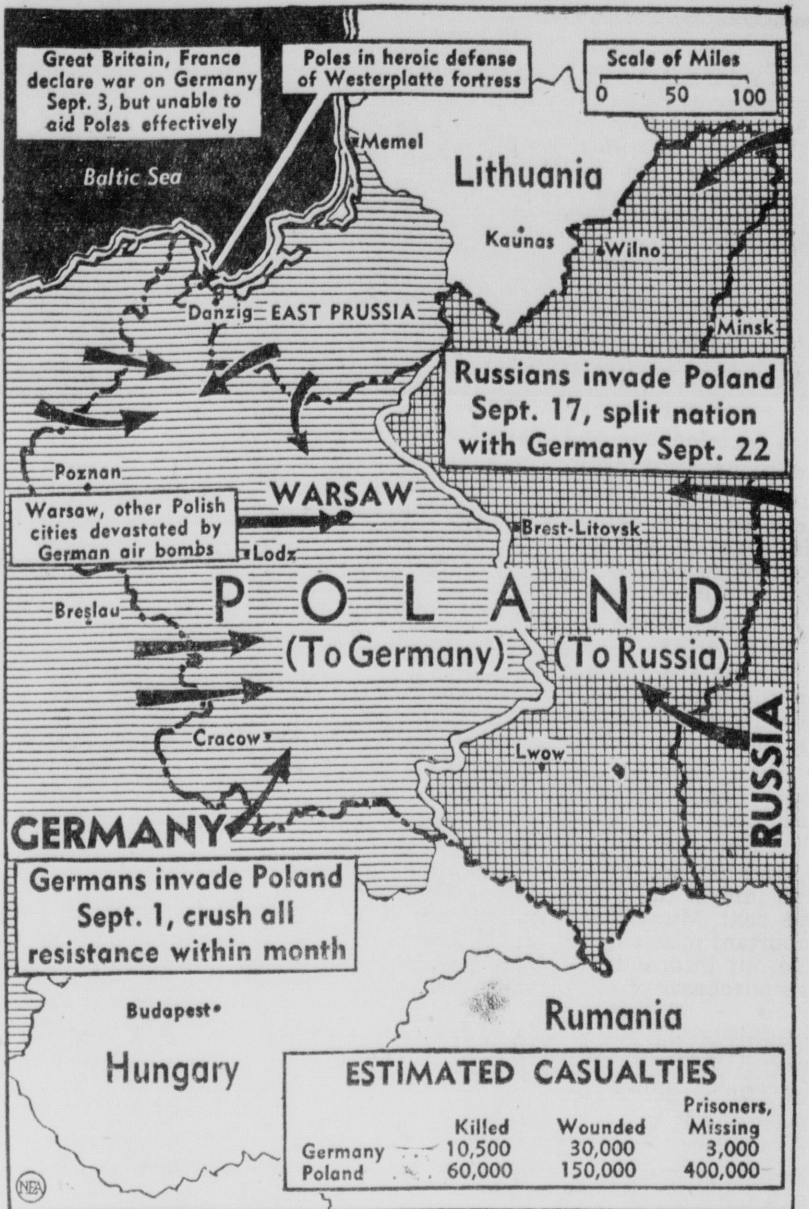 Great Britain, France
declare war on Germany
Sept. 3, but unable to
aid Poles effectively
Poles in heroic defense
of Westerplatte fortress
Scale of Miles
0 50 100
Baltic Sea
Memel
Lithuania
Kaunas
Wilno
Danzig
EAST PRUSSIA
Minsk
Russians invade Poland
Sept. 17, split nation
with Germany Sept. 22
Poznan
WARSAW
Warsaw, other Polish
cities devastated by
German air bombs
Brest-Litovsk
Lodz
POLAND
Breslau
(To Germany)
(To Russia)
Cracow
Lwow
RUSSIA
GERMANY
Germans invade Poland
Sept. 1, crush all
resistance within month
Budapest
Hungary
Rumania
ESTIMATED CASUALTIES
Killed Wounded Prisoners, Missing
Germany 10,500 30,000 3,000
Poland 60,000 150,000 400,000
NEA